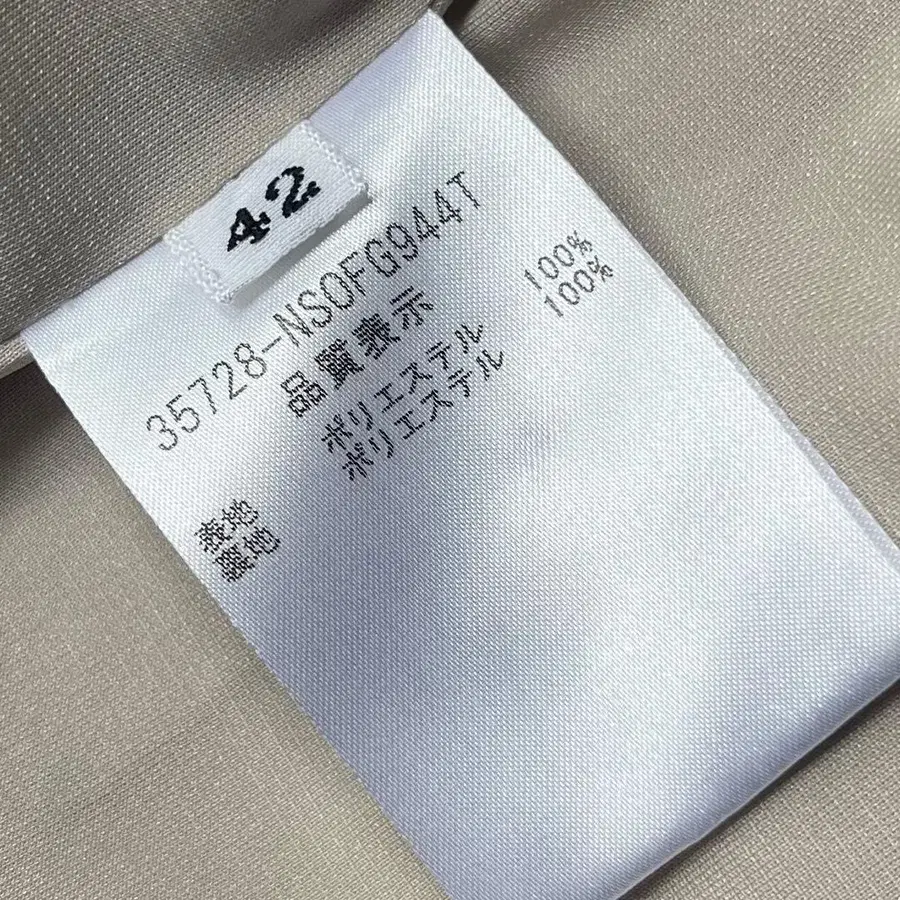 42
35728-NSOFG944T
品質表示
表地 ポリエステル 100%
裏地 ポリエステル 100%